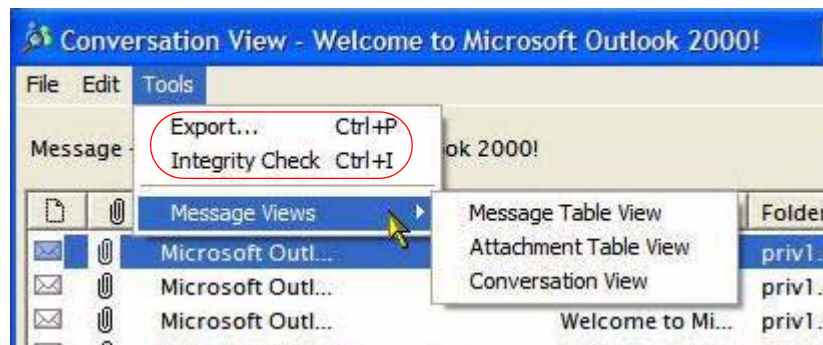 Conversation View - Welcome to Microsoft Outlook 2000!
File Edit Tools
Export... Ctrl+P
Message - ok 2000!
Integrity Check Ctrl+I
Message Views
Message Table View
Attachment Table View
Conversation View
Folder
Microsoft Outl... priv1.
Microsoft Outl... priv1.
Microsoft Outl... Welcome to Mi... priv1.